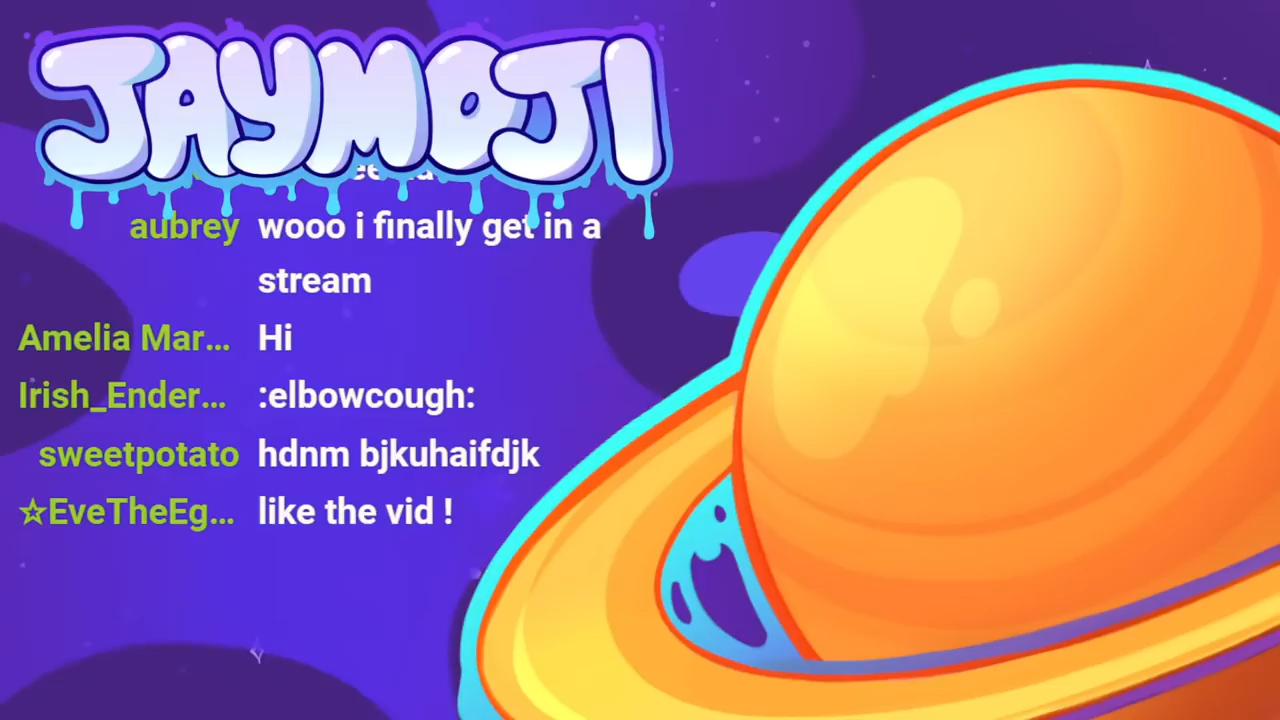 JAYMOJI
aubrey wooo i finally get in a
stream
Amelia Mar... Hi
Irish_Ender... :elbowcough:
sweetpotato hdnm bjkuhaifdjk
☆EveTheEg... like the vid !